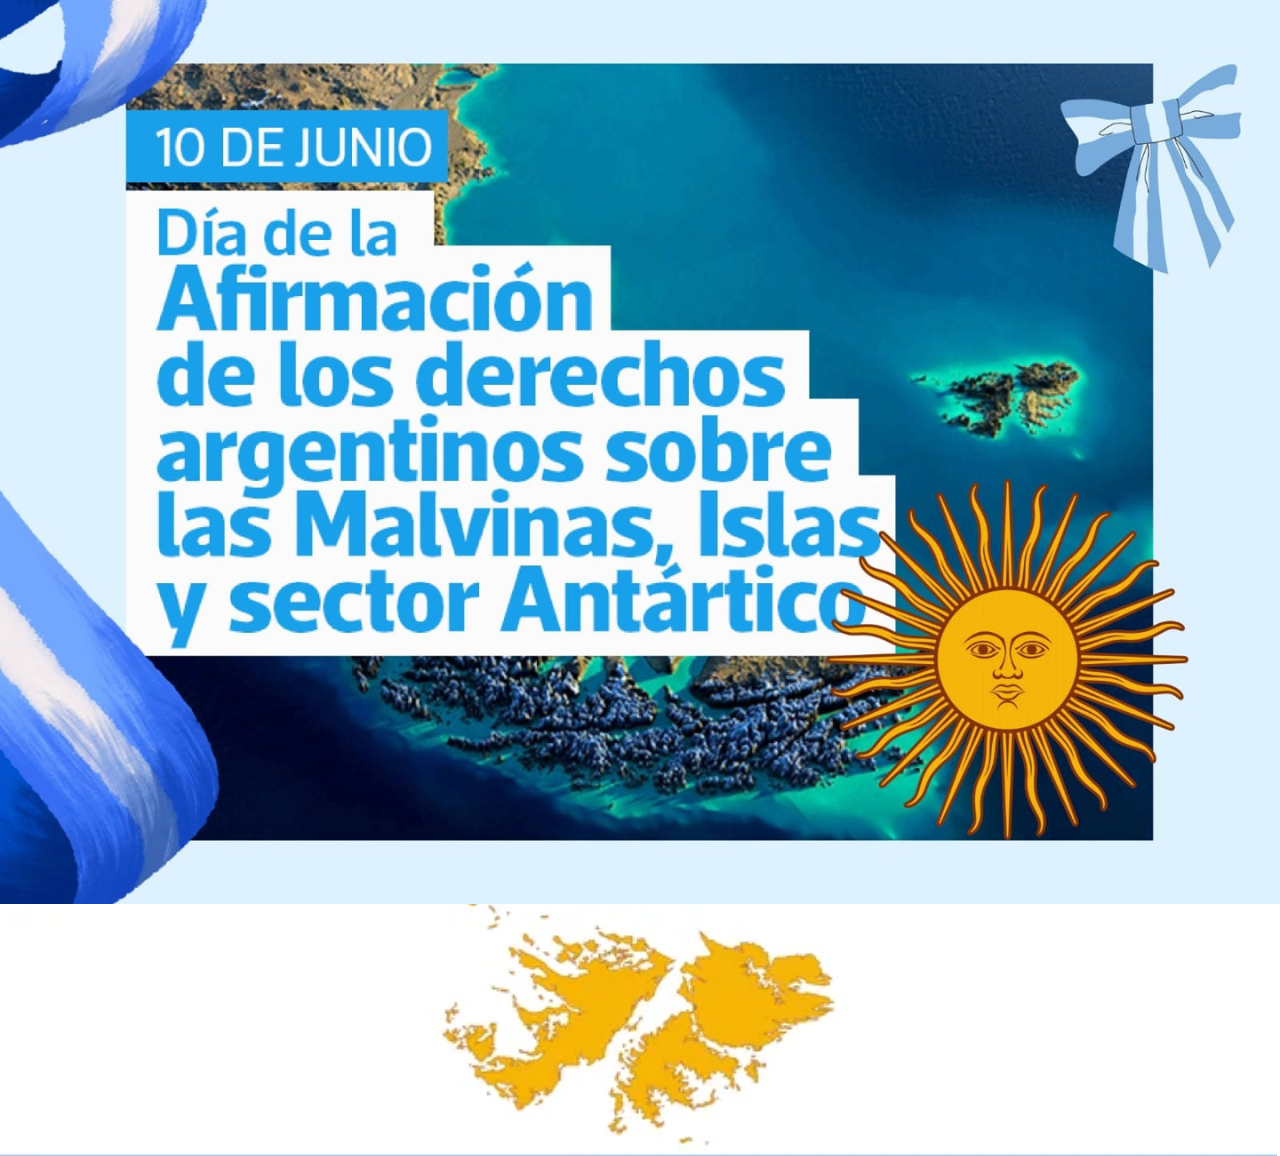 10 DE JUNIO
Día de la
Afirmación
de los derechos
argentinos sobre
las Malvinas, Islas
y sector Antártico